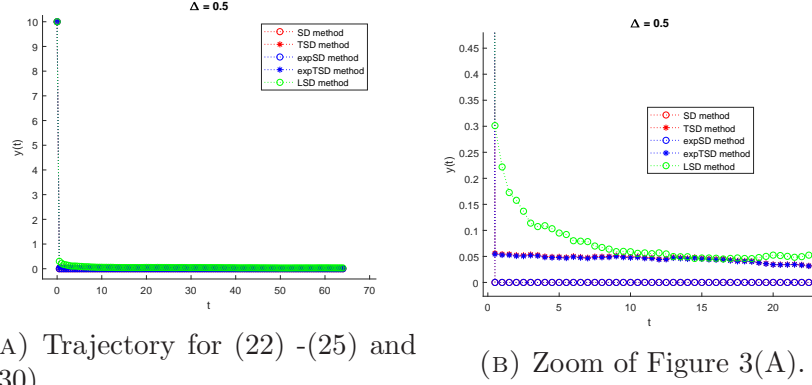 Δ = 0.5
10
9
8
7
6
5
4
3
2
1
0
y(t)
SD method
TSD method
expSD method
expTSD method
LSD method
0 10 20 30 40 50 60 70
t
Δ = 0.5
0.45
0.4
0.35
0.3
0.25
0.2
0.15
0.1
0.05
0
y(t)
SD method
TSD method
expSD method
expTSD method
LSD method
0 5 10 15 20
t
A) Trajectory for (22) -(25) and
30)
(B) Zoom of Figure 3(A).